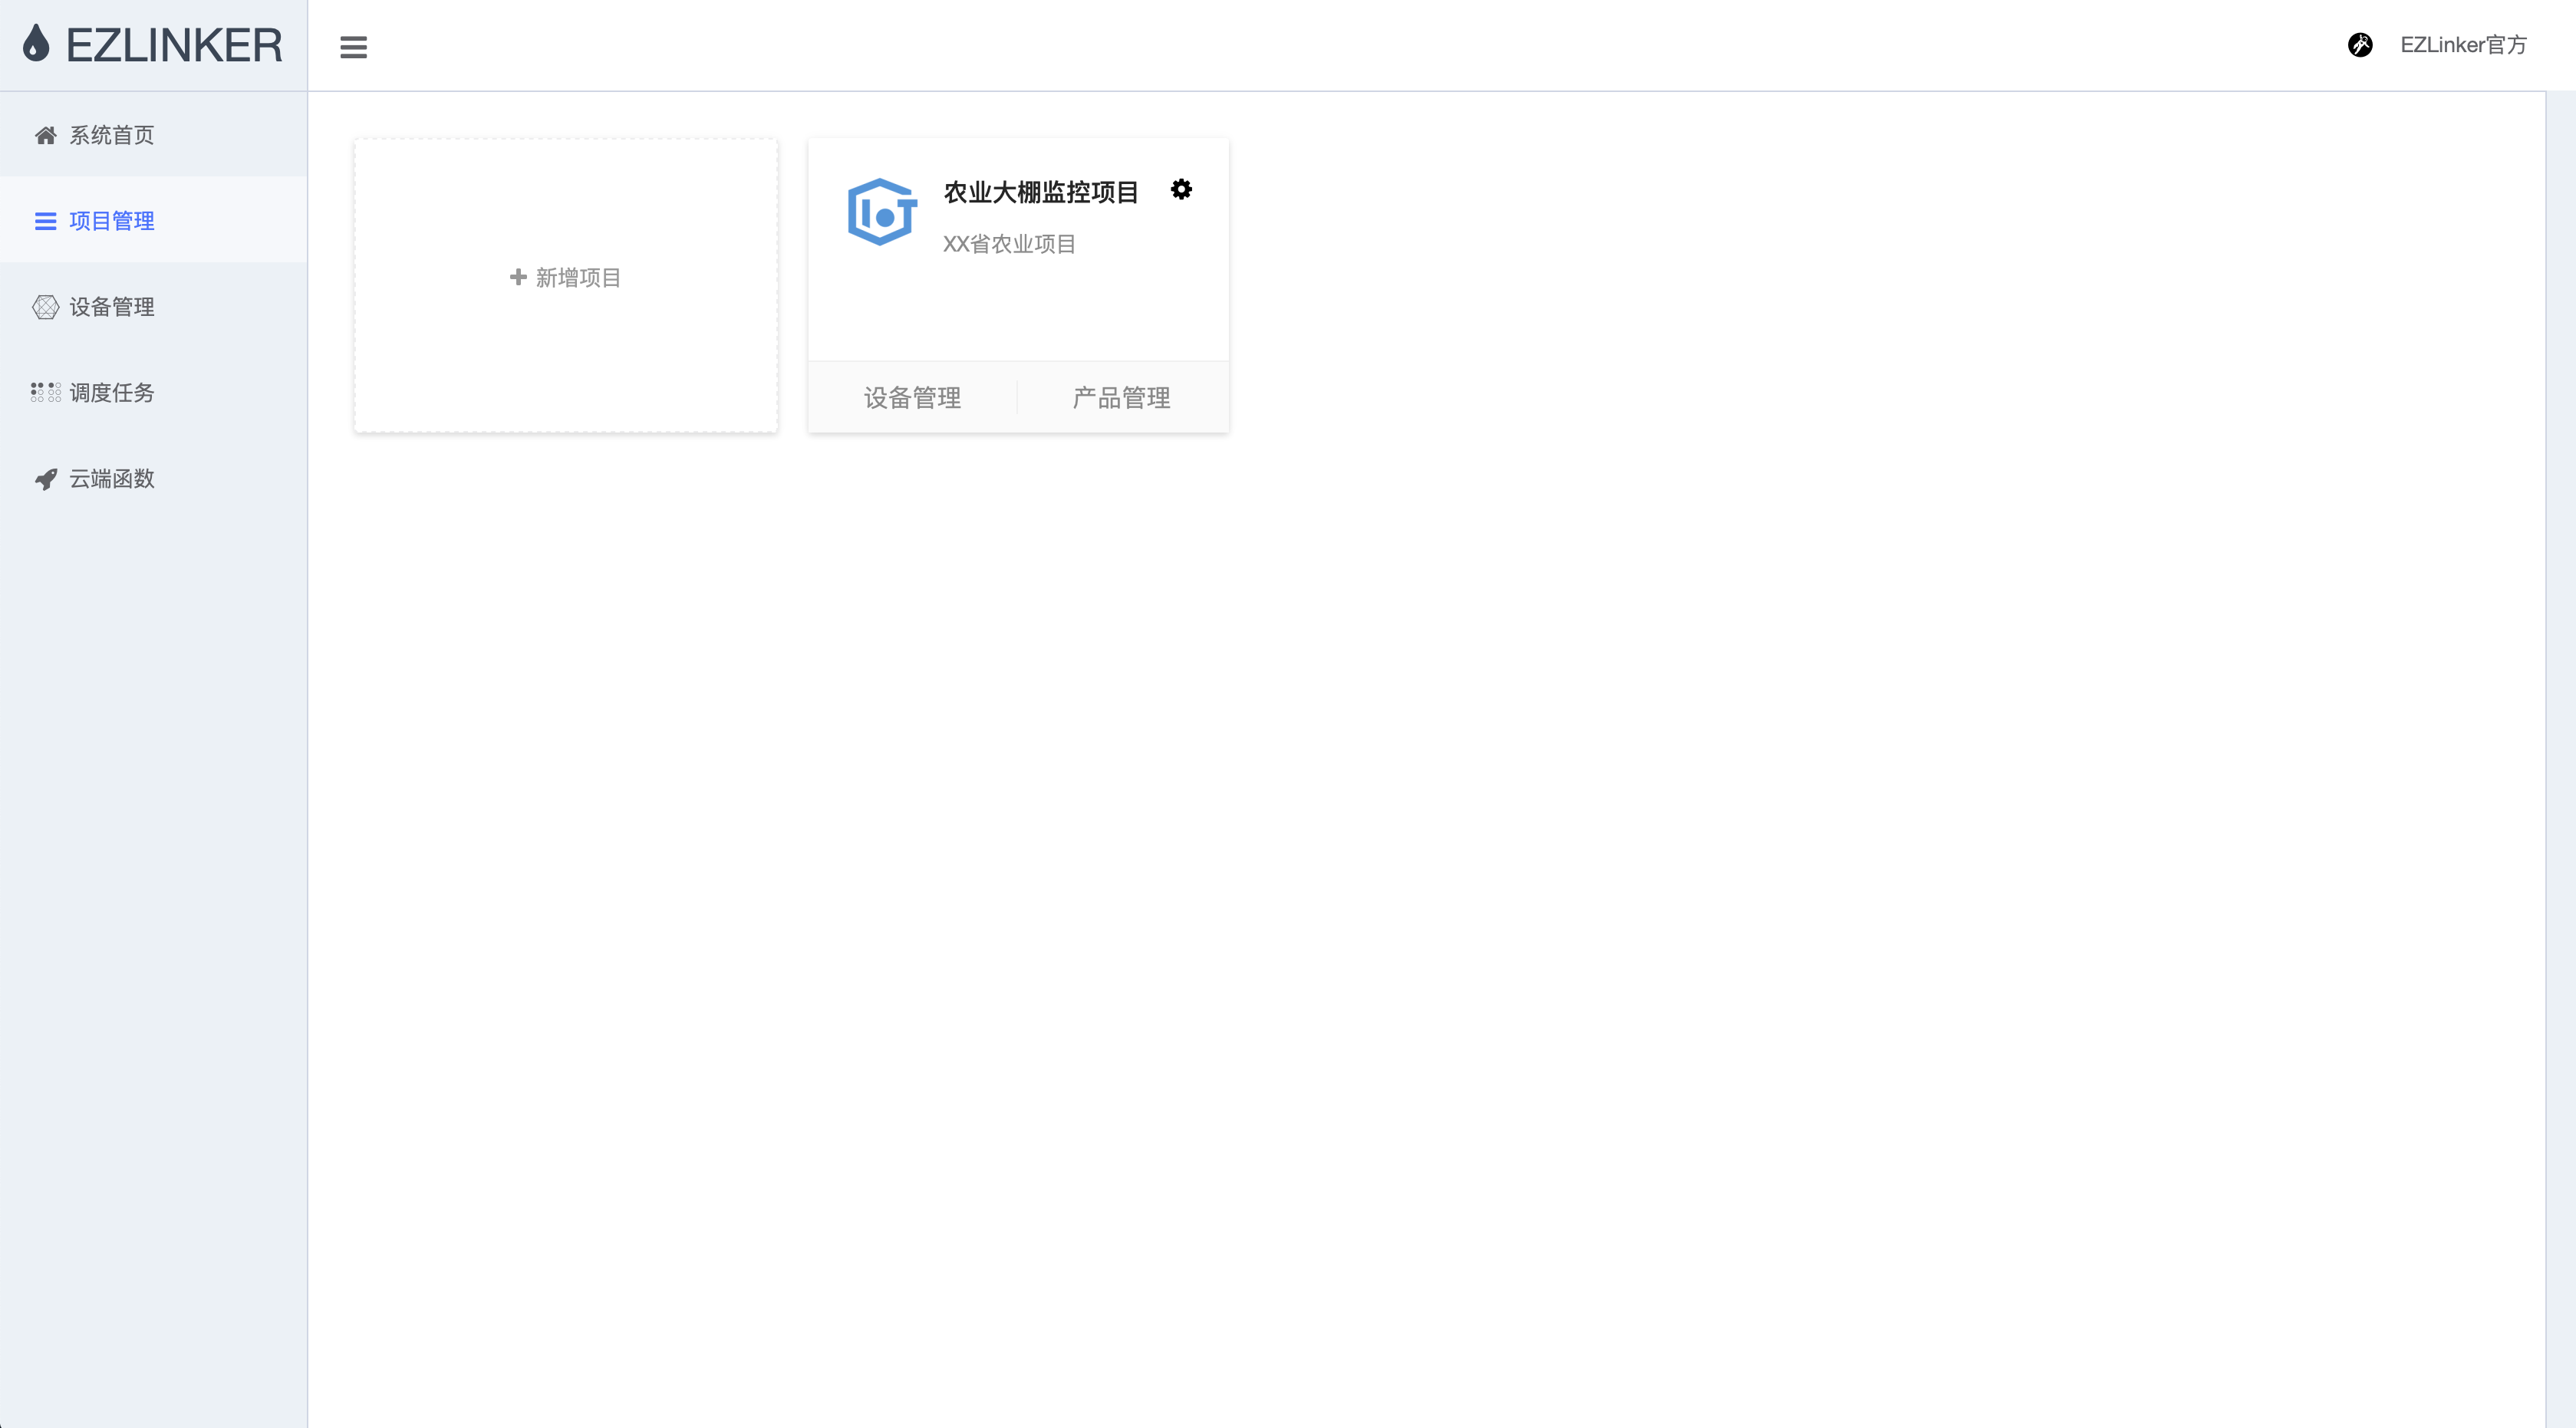 EZLINKER
EZLinker官方
系统首页
项目管理
设备管理
调度任务
云端函数
新增项目
农业大棚监控项目
XX省农业项目
设备管理
产品管理